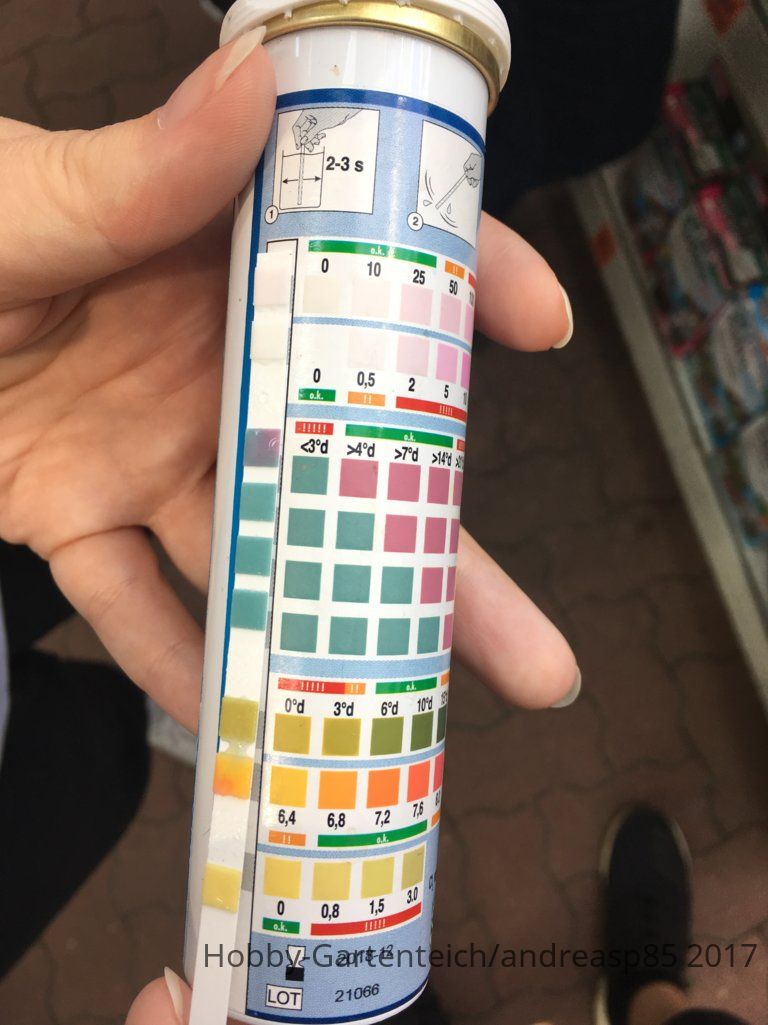 2-3 s
1
2
o.k. !!
0 10 25 50
0 0,5 2 5
o.k. !! !!!!!
!!!!! o.k.
<3°d >4°d >7°d >14°d
!!!!! !! o.k.
0°d 3°d 6°d 10°d
6,4 6,8 7,2 7,6
!! o.k.
0 0,8 1,5 3.0
o.k. !!!!!
Hobby-Gartenteich/andreasp85 2017
LOT 21066